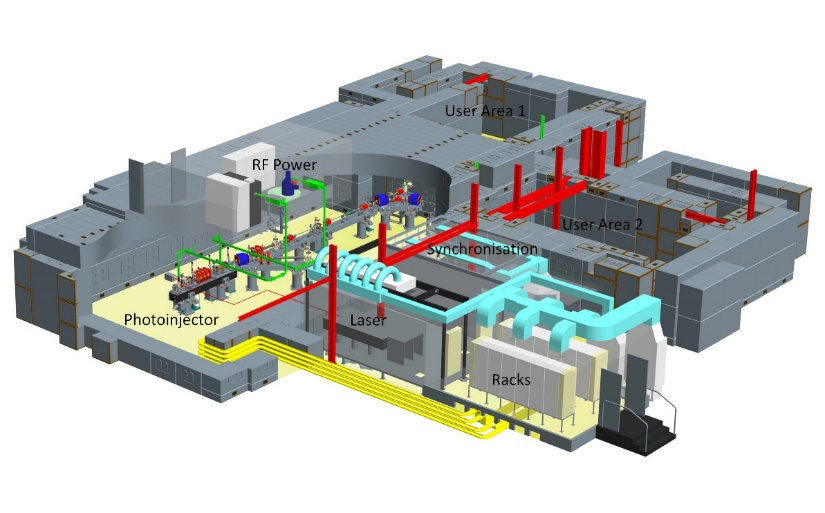 User Area 1
RF Power
User Area 2
Synchronisation
Photoinjector
Laser
Racks